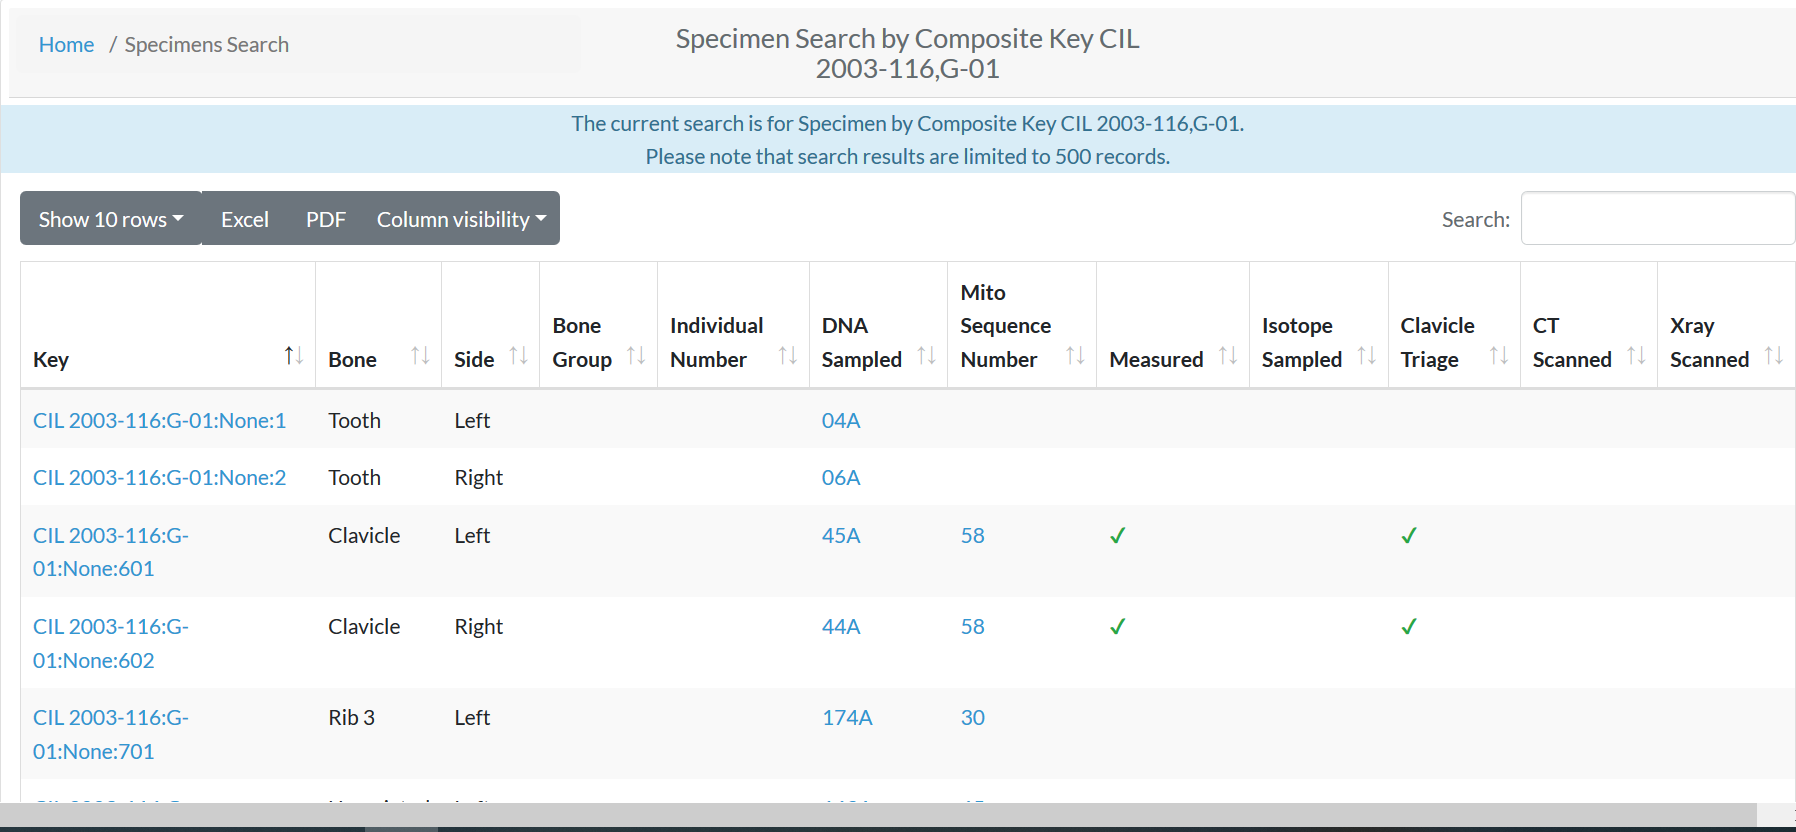 Home / Specimens Search
Specimen Search by Composite Key CIL
2003-116,G-01
The current search is for Specimen by Composite Key CIL 2003-116,G-01.
Please note that search results are limited to 500 records.
Show 10 rows Excel PDF Column visibility Search:
Key Bone Side Bone Group Individual Number DNA Sampled Mito Sequence Number Measured Isotope Sampled Clavicle Triage CT Scanned Xray Scanned
CIL 2003-116:G-01:None:1 Tooth Left 04A
CIL 2003-116:G-01:None:2 Tooth Right 06A
CIL 2003-116:G- Clavicle Left 45A 58 ✓ ✓
01:None:601
CIL 2003-116:G- Clavicle Right 44A 58 ✓ ✓
01:None:602
CIL 2003-116:G- Rib 3 Left 174A 30
01:None:701